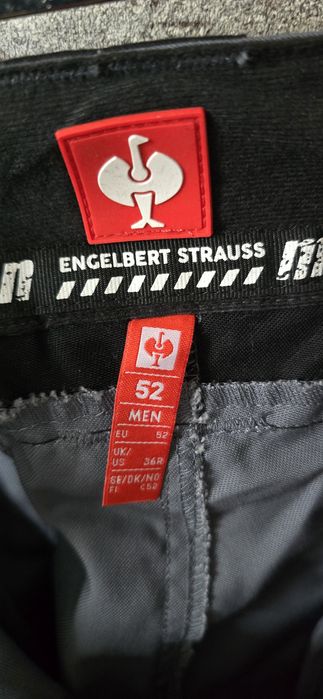 ENGELBERT STRAUSS
52
MEN
EU 52
UK/
US 36R
SE/DK/NO
FI C52